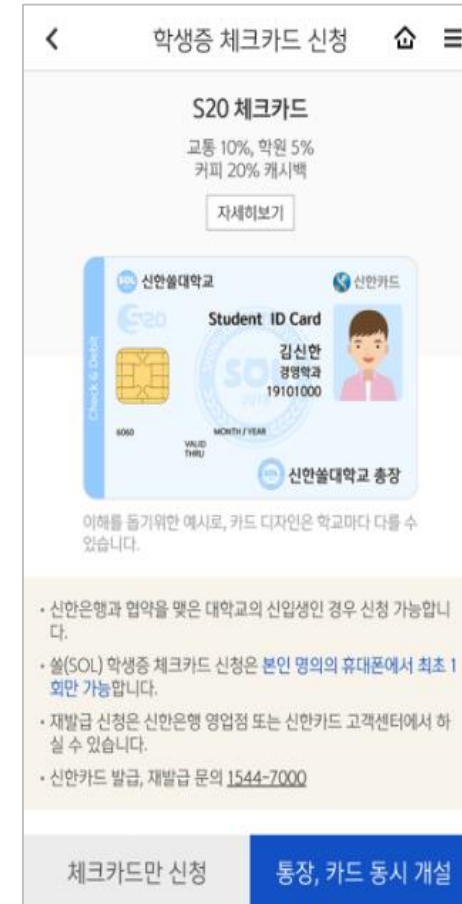 학생증 체크카드 신청
S20 체크카드
교통 10%, 학원 5%
커피 20% 캐시백
자세히보기
SOL 신한쏠대학교
신한카드
S20
Student ID Card
김신한
경영학과
19101000
Check & Debit
6060
MONTH / YEAR
VALID
THRU
신한쏠대학교 총장
이해를 돕기위한 예시로, 카드 디자인은 학교마다 다를 수
있습니다.
• 신한은행과 협약을 맺은 대학교의 신입생인 경우 신청 가능합니
다.
• 쏠(SOL) 학생증 체크카드 신청은 본인 명의의 휴대폰에서 최초 1
회만 가능합니다.
• 재발급 신청은 신한은행 영업점 또는 신한카드 고객센터에서 하
실 수 있습니다.
• 신한카드 발급, 재발급 문의 1544-7000
체크카드만 신청
통장, 카드 동시 개설